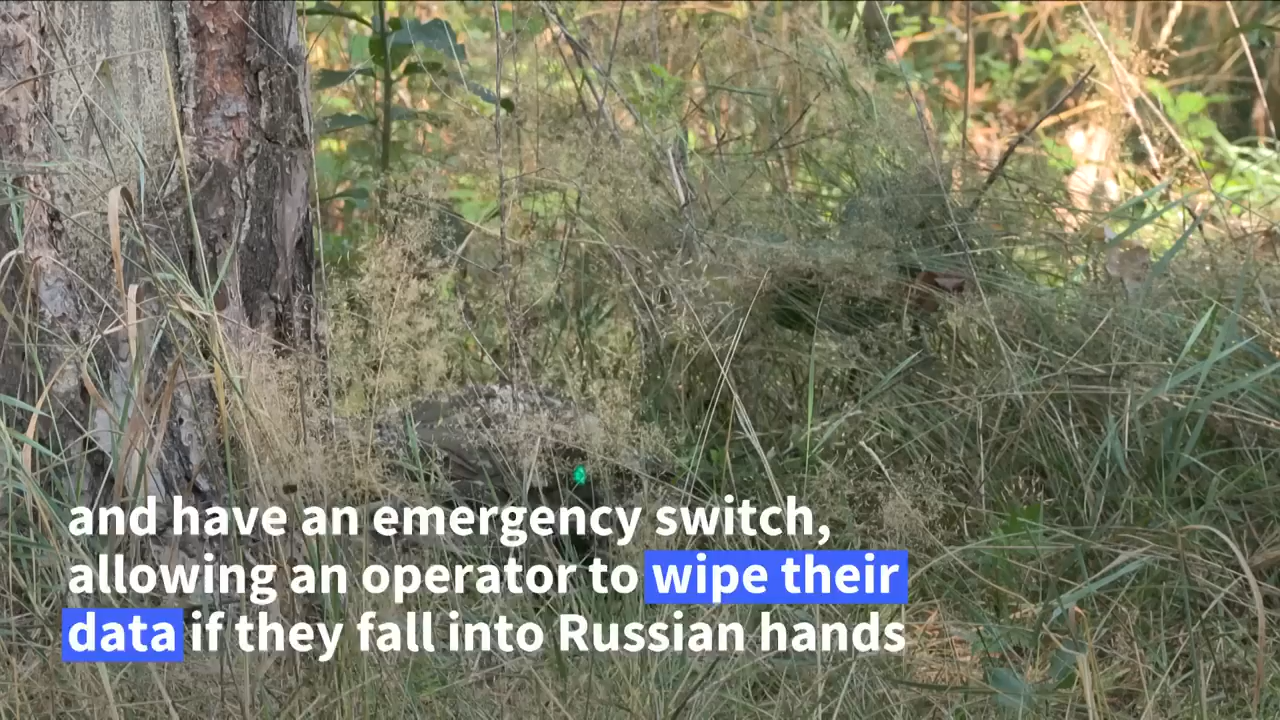 and have an emergency switch,
allowing an operator to wipe their
data if they fall into Russian hands